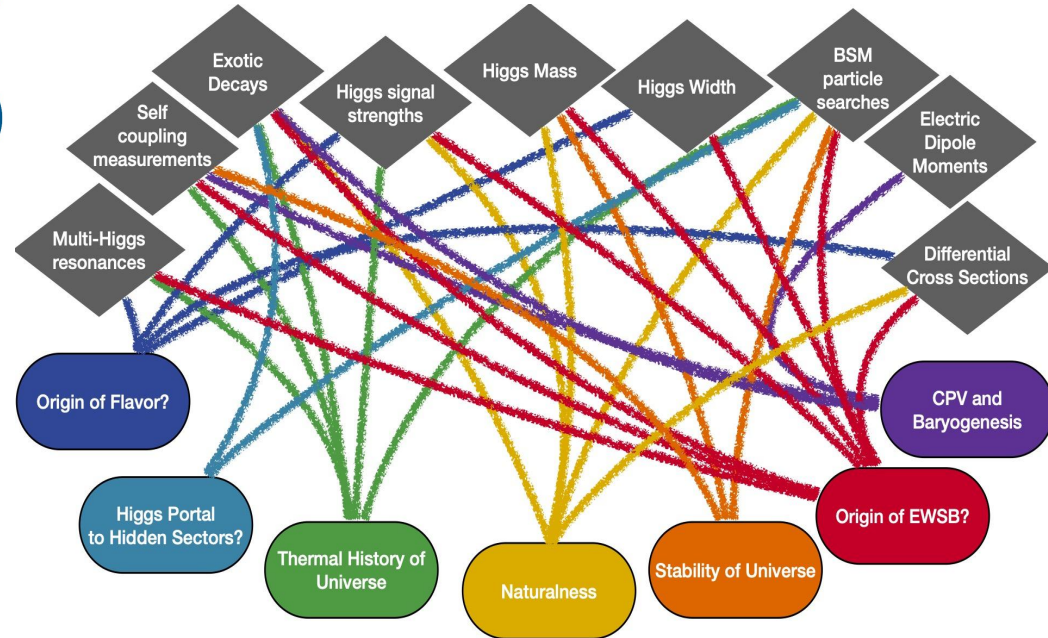 Exotic
Decays
Higgs signal
strengths
Higgs Mass
Higgs Width
BSM
particle
searches
Self
coupling
measurements
Electric
Dipole
Moments
Multi-Higgs
resonances
Differential
Cross Sections
Origin of Flavor?
CPV and
Baryogenesis
Higgs Portal
to Hidden Sectors?
Origin of EWSB?
Thermal History of
Universe
Naturalness
Stability of Universe